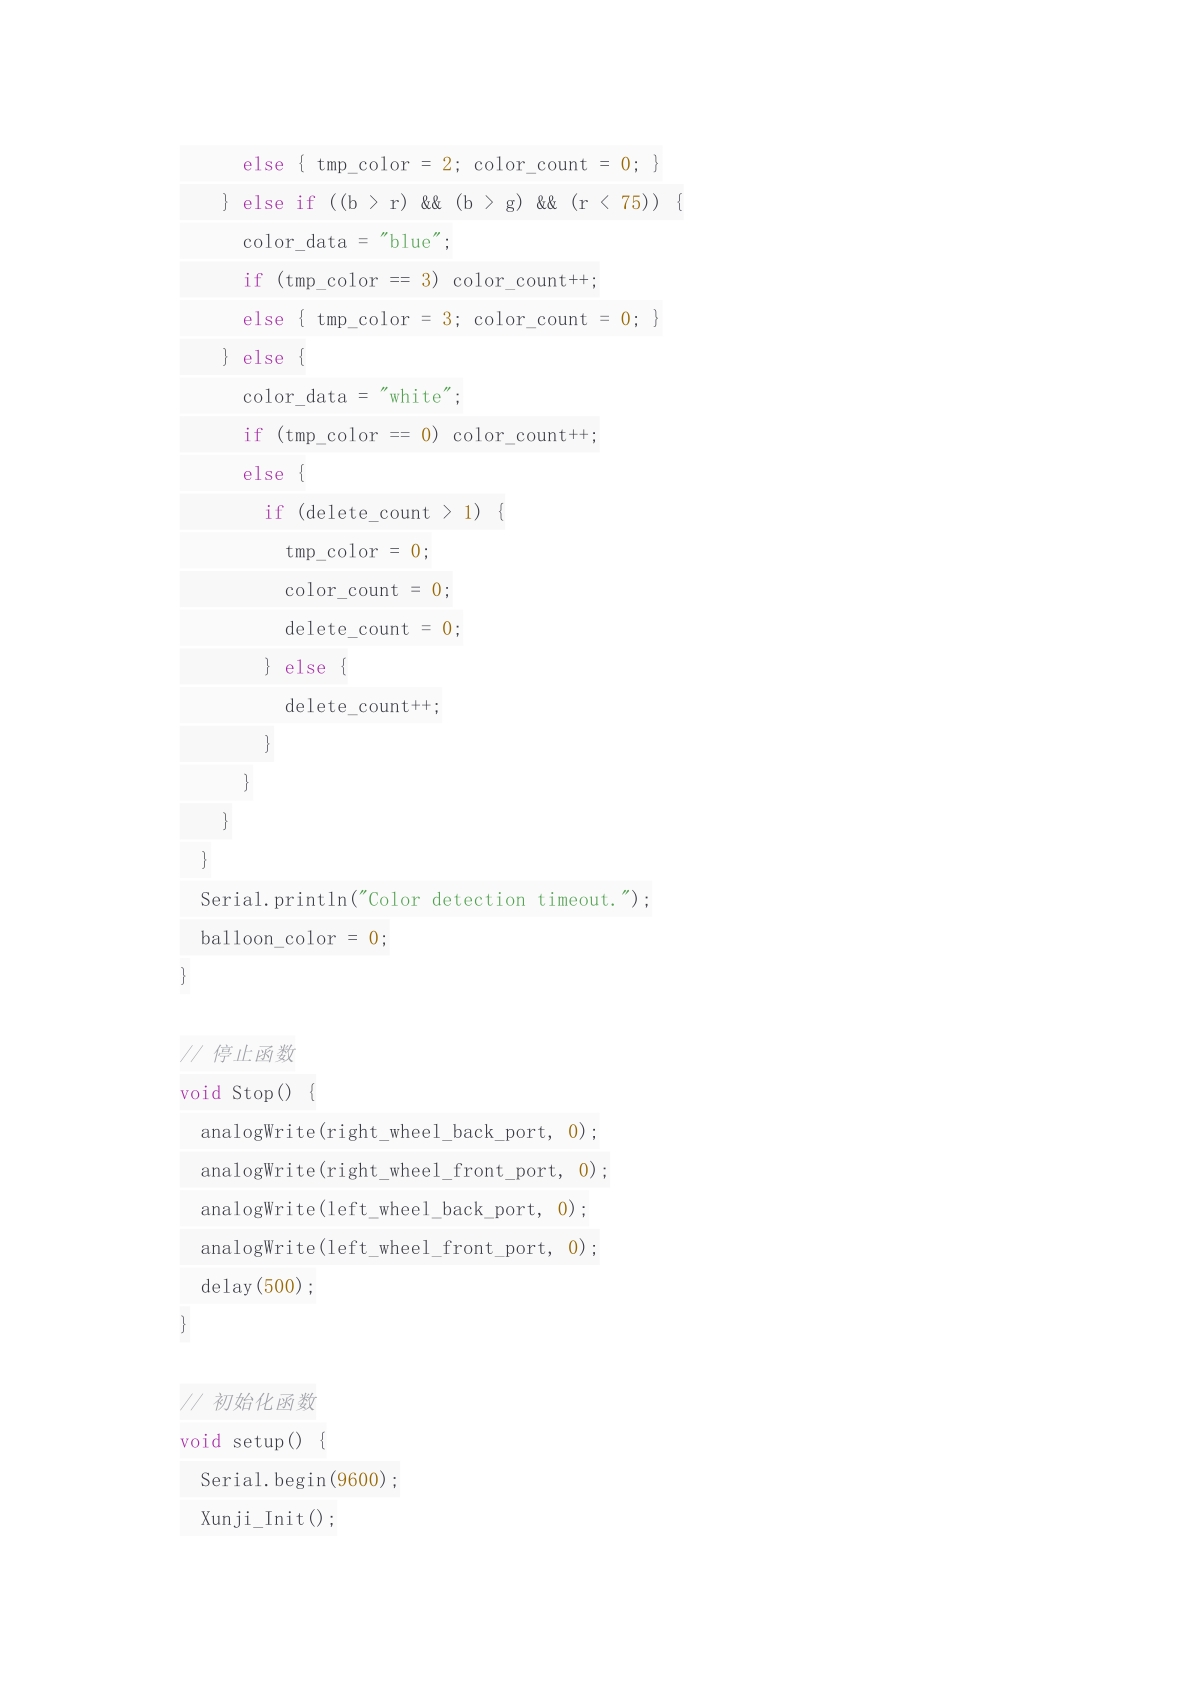 else { tmp_color = 2; color_count = 0; }
    } else if ((b > r) && (b > g) && (r < 75)) {
      color_data = "blue";
      if (tmp_color == 3) color_count++;
      else { tmp_color = 3; color_count = 0; }
    } else {
      color_data = "white";
      if (tmp_color == 0) color_count++;
      else {
        if (delete_count > 1) {
          tmp_color = 0;
          color_count = 0;
          delete_count = 0;
        } else {
          delete_count++;
        }
      }
    }
  }
  Serial.println("Color detection timeout.");
  balloon_color = 0;
}

// 停止函数
void Stop() {
  analogWrite(right_wheel_back_port, 0);
  analogWrite(right_wheel_front_port, 0);
  analogWrite(left_wheel_back_port, 0);
  analogWrite(left_wheel_front_port, 0);
  delay(500);
}

// 初始化函数
void setup() {
  Serial.begin(9600);
  Xunji_Init();